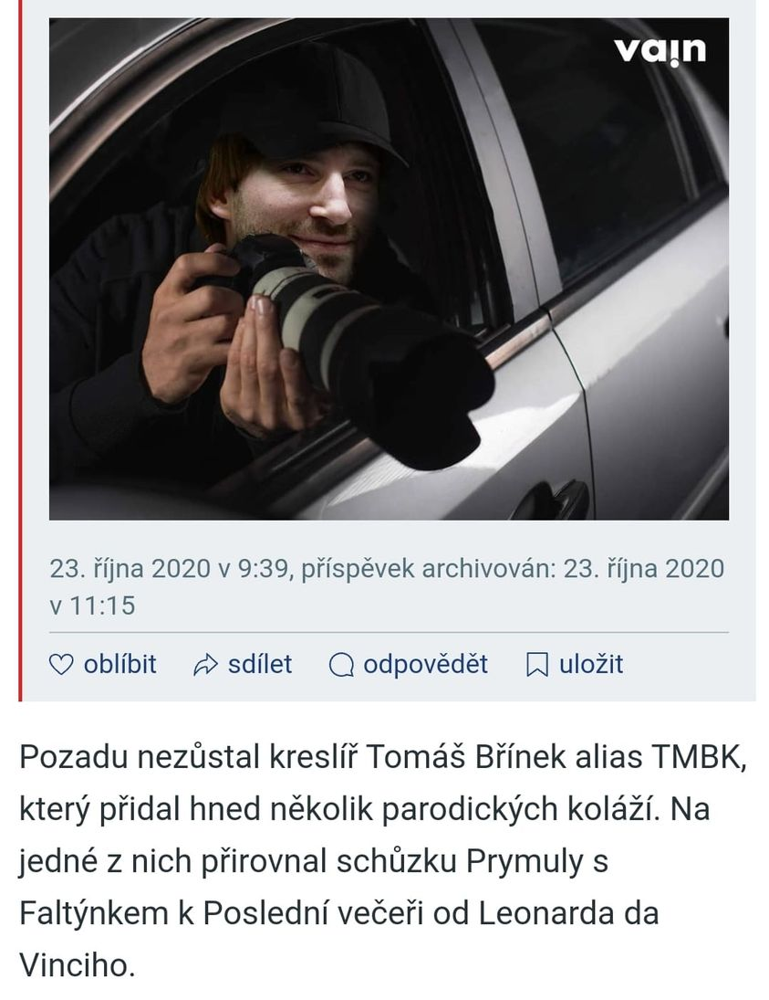 vain
23. října 2020 v 9:39, příspěvek archivován: 23. října 2020
v 11:15
oblíbit sdílet odpovědět uložit
Pozadu nezůstal kreslíř Tomáš Břínek alias TMBK,
který přidal hned několik parodických koláží. Na
jedné z nich přirovnal schůzku Prymuly s
Faltýnkem k Poslední večeři od Leonarda da
Vinciho.